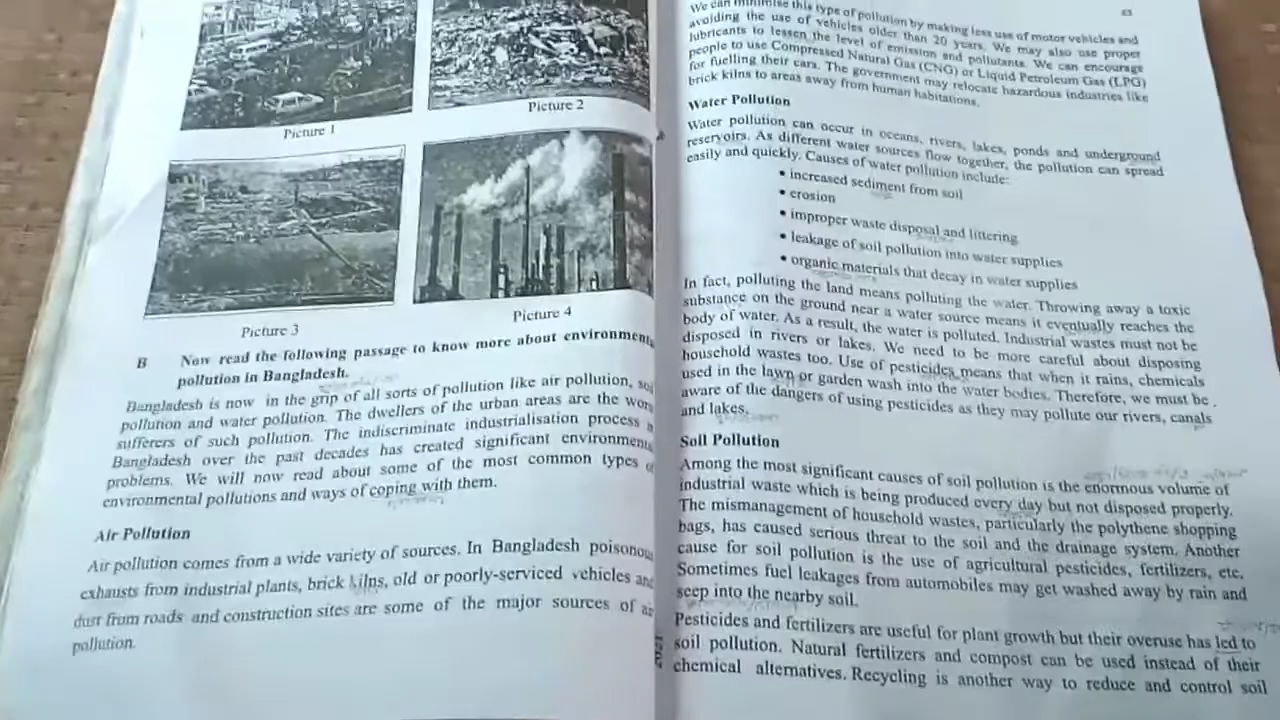 Picture 1
Picture 2
Picture 3
Picture 4
B Now read the following passage to know more about environment
pollution in Bangladesh.
Bangladesh is now in the grip of all sorts of pollution like air pollution,
pollution and water pollution. The dwellers of the urban areas are the
sufferers of such pollution. The indiscriminate industrialisation process
Bangladesh over the past decades has created significant environment
problems. We will now read about some of the most common types
environmental pollutions and ways of coping with them.
Air Pollution
Air pollution comes from a wide variety of sources. In Bangladesh poisonou
exhausts from industrial plants, brick kilns, old or poorly-serviced vehicles an
dust from roads and construction sites are some of the major sources of
pollution.
We can minimise this type of pollution by making less use of motor vehicles and
avoiding the use of vehicles older than 20 years. We may also use proper
lubricants to lessen the level of emission and pollutants. We can encourage
people to use Compressed Natural Gas (CNG) or Liquid Petroleum Gas (LPG)
for fuelling their cars. The government may relocate hazardous industries like
brick kilns to areas away from human habitations.
Water Pollution
Water pollution can occur in oceans, rivers, lakes, ponds and underground
reservoirs. As different water sources flow together, the pollution can spread
easily and quickly. Causes of water pollution include:
• increased sediment from soil
• erosion
• improper waste disposal and littering
• leakage of soil pollution into water supplies
• organic materials that decay in water supplies
In fact, polluting the land means polluting the water. Throwing away a toxic
substance on the ground near a water source means it eventually reaches the
body of water. As a result, the water is polluted. Industrial wastes must not be
disposed in rivers or lakes. We need to be more careful about disposing
household wastes too. Use of pesticides means that when it rains, chemicals
used in the lawn or garden wash into the water bodies. Therefore, we must be
aware of the dangers of using pesticides as they may pollute our rivers, canals
and lakes.
Soil Pollution
Among the most significant causes of soil pollution is the enormous volume of
industrial waste which is being produced every day but not disposed properly.
The mismanagement of household wastes, particularly the polythene shopping
bags, has caused serious threat to the soil and the drainage system. Another
cause for soil pollution is the use of agricultural pesticides, fertilizers, etc.
Sometimes fuel leakages from automobiles may get washed away by rain and
seep into the nearby soil.
Pesticides and fertilizers are useful for plant growth but their overuse has led to
soil pollution. Natural fertilizers and compost can be used instead of their
chemical alternatives. Recycling is another way to reduce and control soil